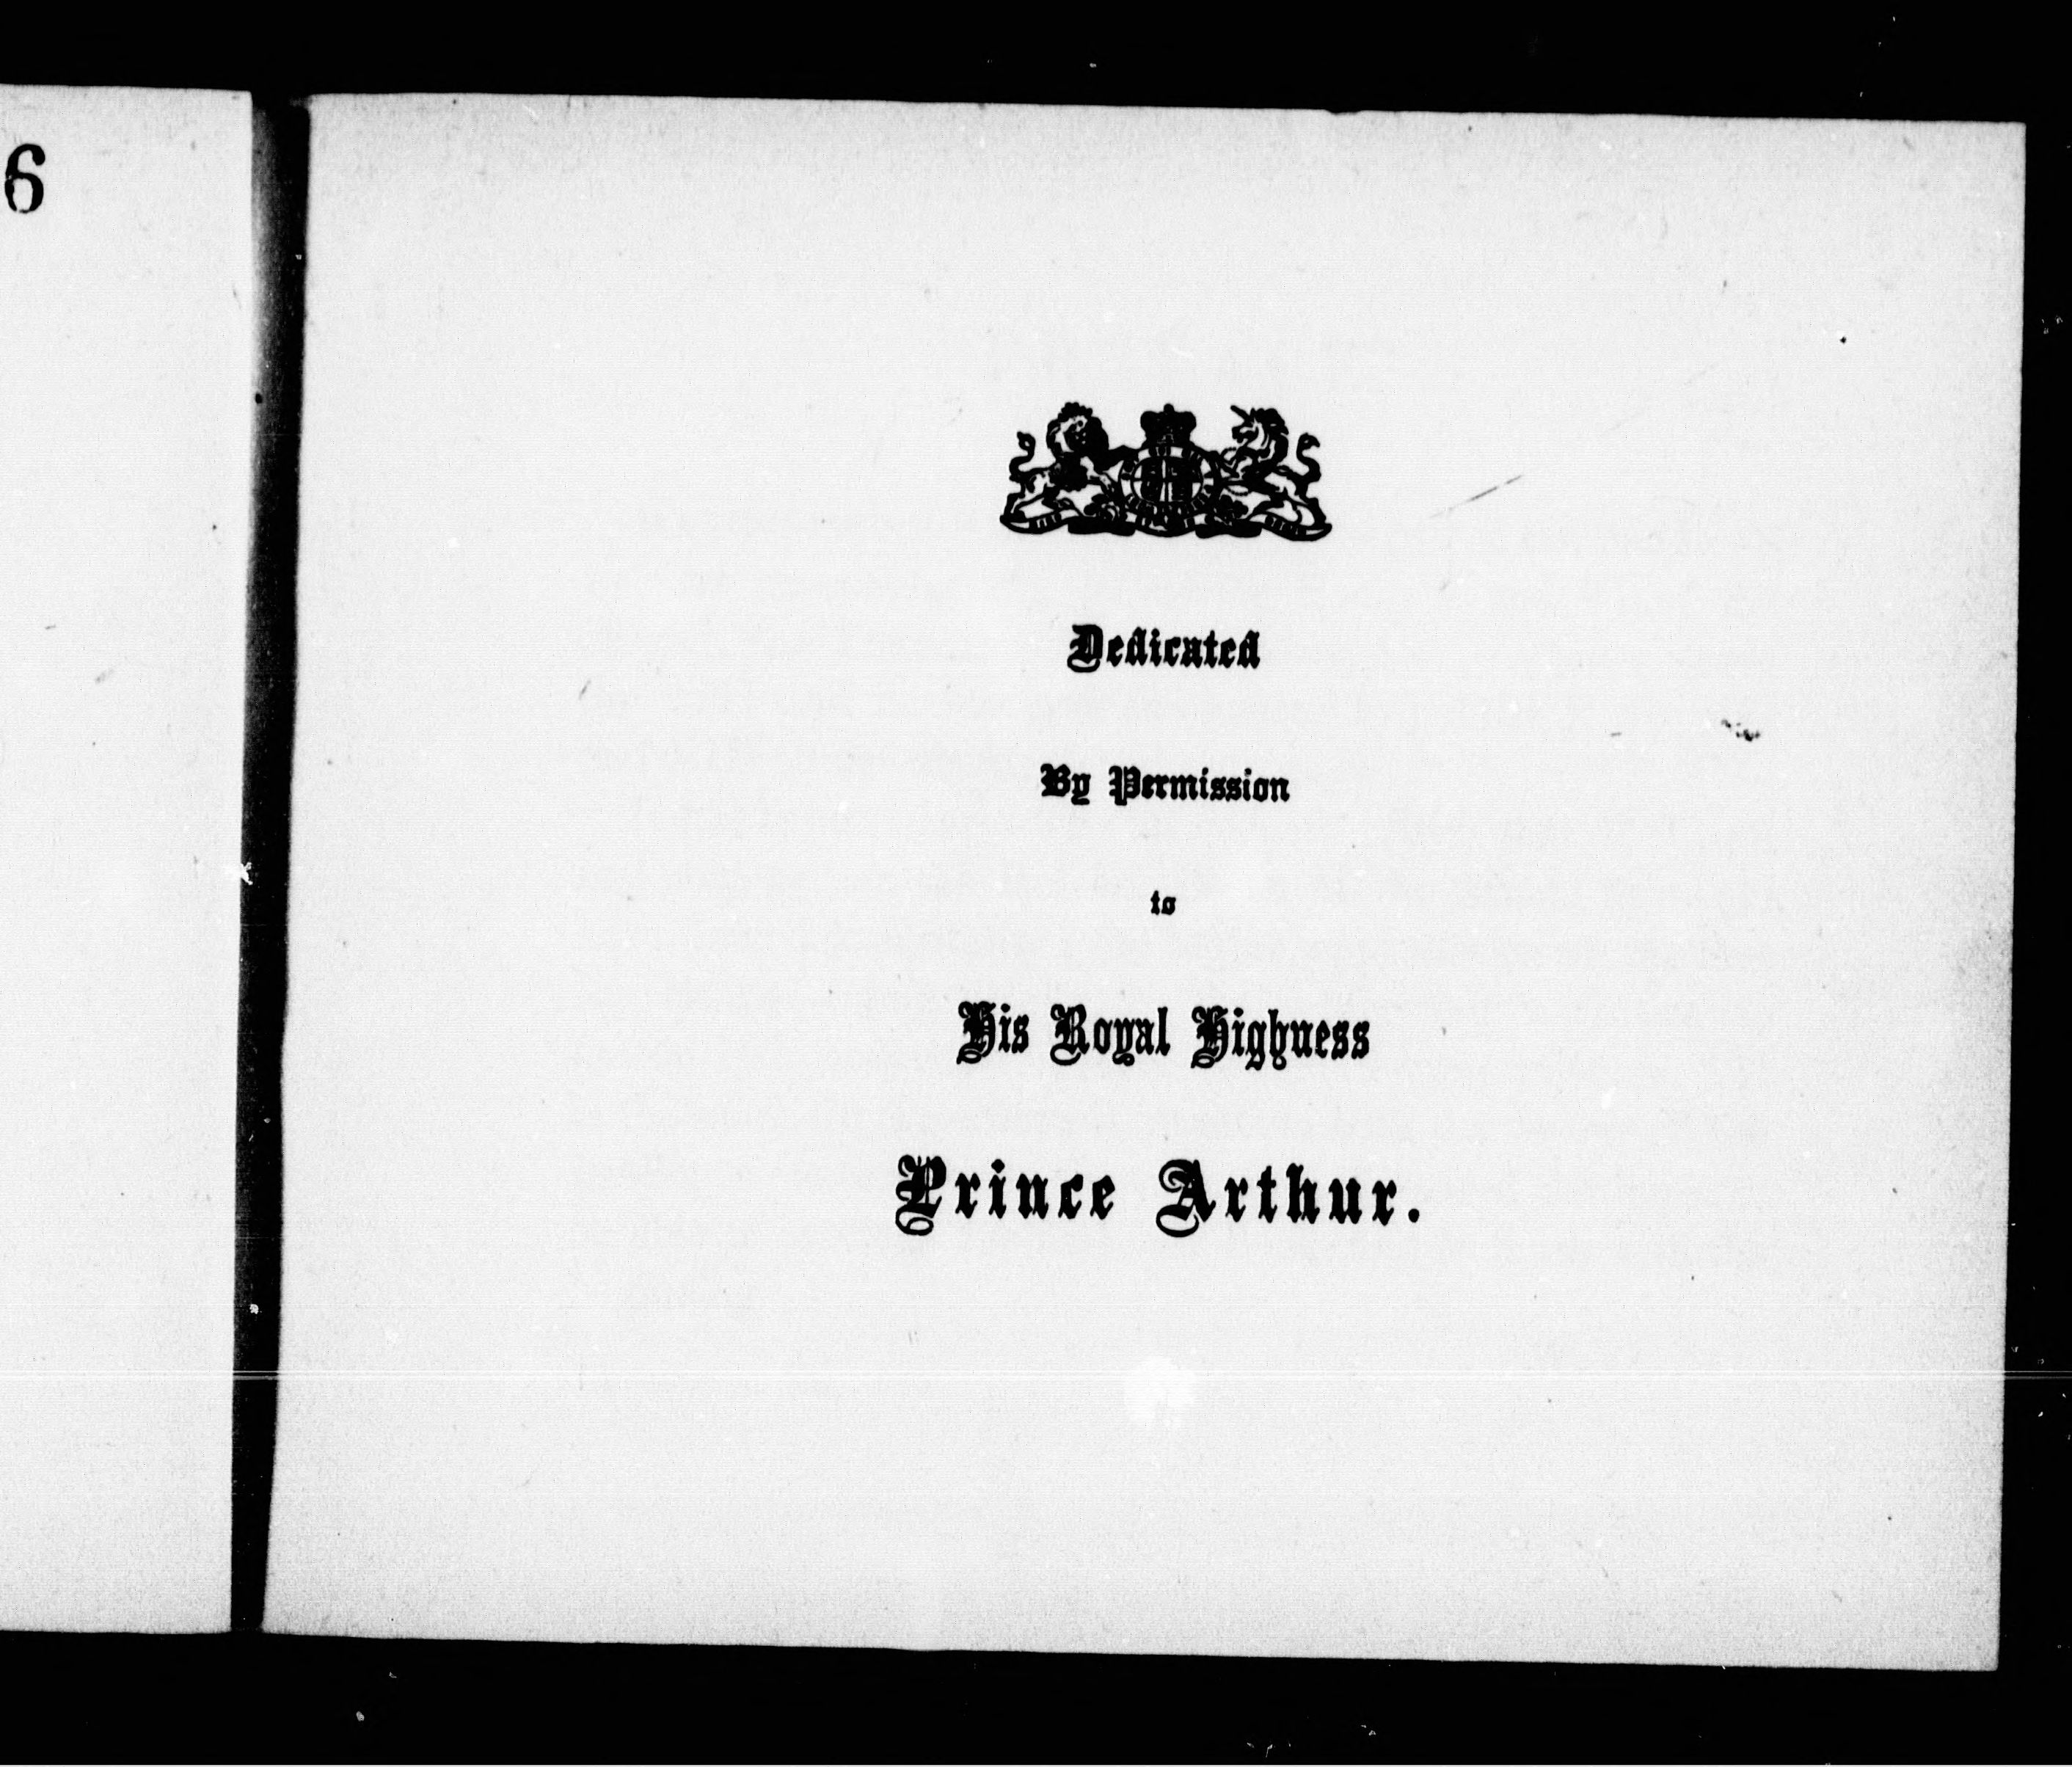 6
Dedicated
By Permission
to
His Royal Highness
Prince Arthur.